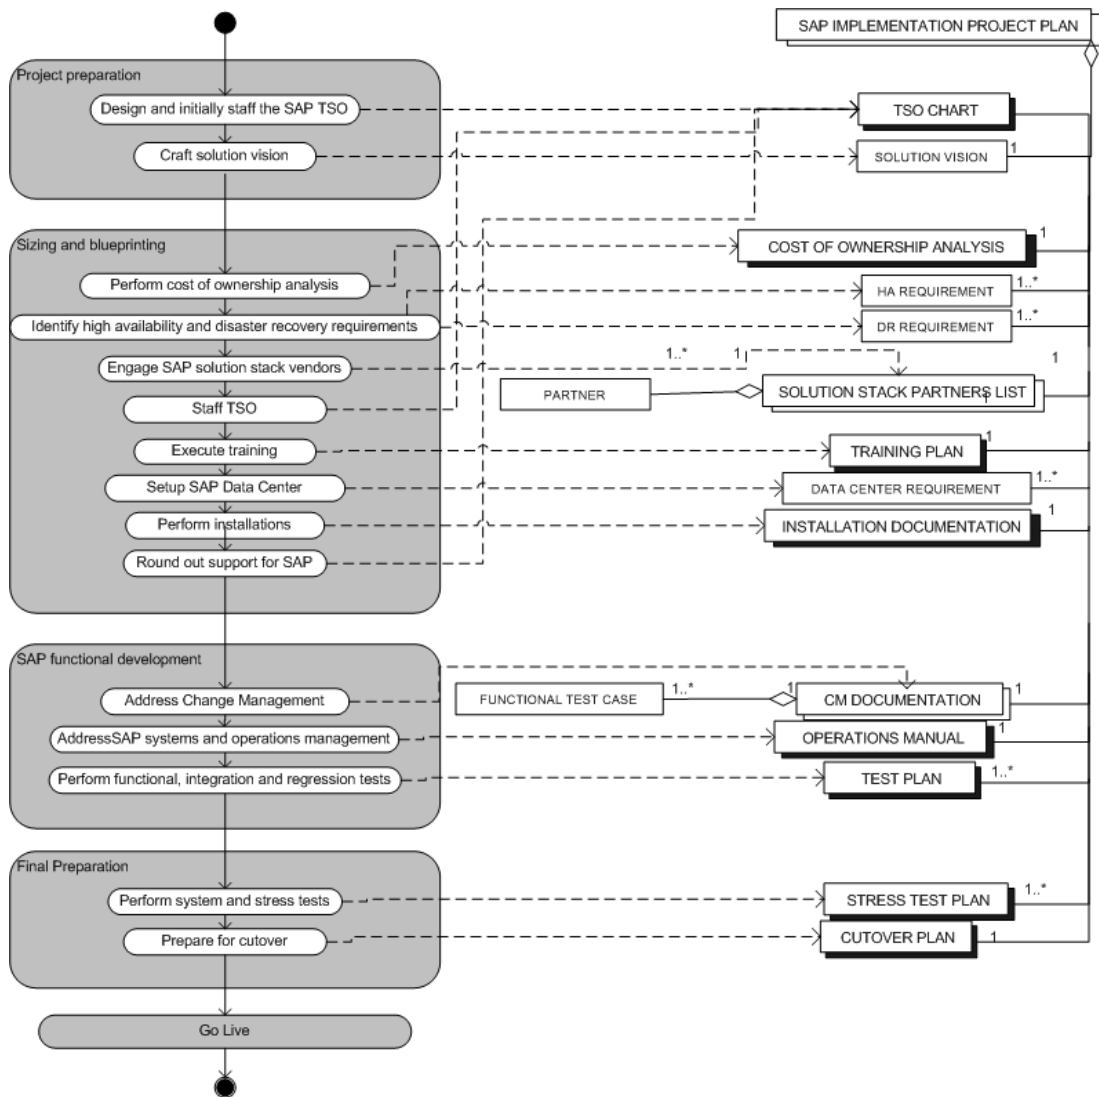 SAP IMPLEMENTATION PROJECT PLAN
Project preparation
Design and initially staff the SAP TSO
TSO CHART
Craft solution vision
SOLUTION VISION
1
Sizing and blueprinting
COST OF OWNERSHIP ANALYSIS
1
Perform cost of ownership analysis
HA REQUIREMENT
1..*
Identify high availability and disaster recovery requirements
DR REQUIREMENT
1..*
Engage SAP solution stack vendors
1..*
1
1
PARTNER
SOLUTION STACK PARTNERS LIST
1
Staff TSO
Execute training
TRAINING PLAN
1
Setup SAP Data Center
DATA CENTER REQUIREMENT
1..*
Perform installations
INSTALLATION DOCUMENTATION
1
Round out support for SAP
SAP functional development
Address Change Management
FUNCTIONAL TEST CASE
1..*
1
CM DOCUMENTATION
1
AddressSAP systems and operations management
OPERATIONS MANUAL
1
Perform functional, integration and regression tests
TEST PLAN
1..*
Final Preparation
Perform system and stress tests
STRESS TEST PLAN
1..*
Prepare for cutover
CUTOVER PLAN
1
Go Live